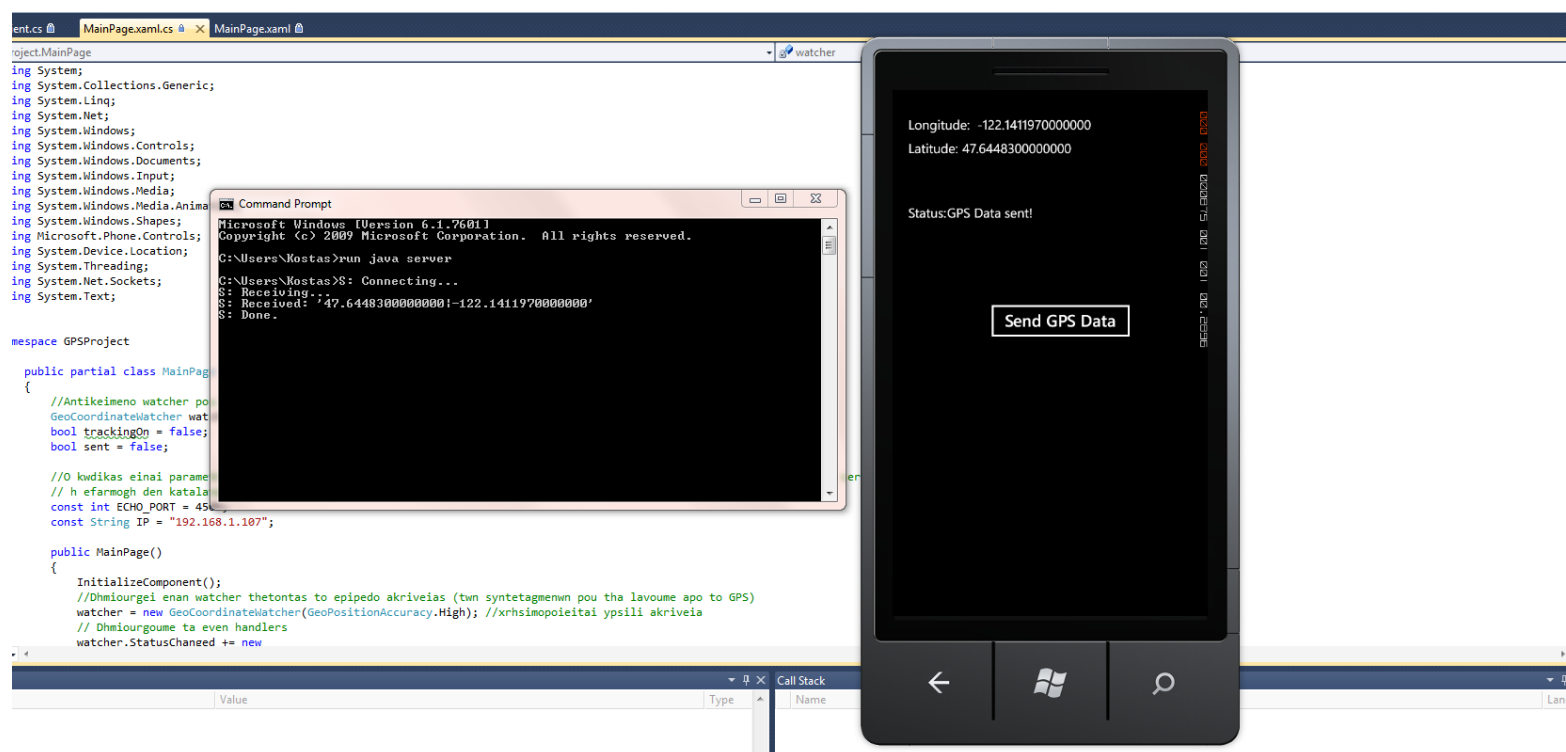 ent.cs MainPage.xaml.cs MainPage.xaml
roject.MainPage watcher
ing System;
ing System.Collections.Generic;
ing System.Linq;
ing System.Net;
ing System.Windows;
ing System.Windows.Controls;
ing System.Windows.Documents;
ing System.Windows.Input;
ing System.Windows.Media;
ing System.Windows.Media.Anima
ing System.Windows.Shapes;
ing Microsoft.Phone.Controls;
ing System.Device.Location;
ing System.Threading;
ing System.Net.Sockets;
ing System.Text;
mespace GPSProject
public partial class MainPag
{
//Antikeimeno watcher po
GeoCoordinateWatcher wat
bool trackingOn = false;
bool sent = false;
//O kwdikas einai parame
er
// h efarmogh den katala
const int ECHO_PORT = 45
const String IP = "192.168.1.107";
public MainPage()
{
InitializeComponent();
//Dhmiourgei enan watcher thetontas to epipedo akriveias (twn syntetagmenwn pou tha lavoume apo to GPS)
watcher = new GeoCoordinateWatcher(GeoPositionAccuracy.High); //xrhsimopoieitai ypsili akriveia
// Dhmiourgoume ta even handlers
watcher.StatusChanged += new
Command Prompt
Microsoft Windows [Version 6.1.7601]
Copyright (c) 2009 Microsoft Corporation. All rights reserved.
C:\Users\Kostas>run java server
C:\Users\Kostas>S: Connecting...
S: Receiving...
S: Received: '47.6448300000000|-122.1411970000000'
S: Done.
Longitude: -122.1411970000000
Latitude: 47.6448300000000
Status:GPS Data sent!
Send GPS Data
Value Type
Call Stack
Name Lan